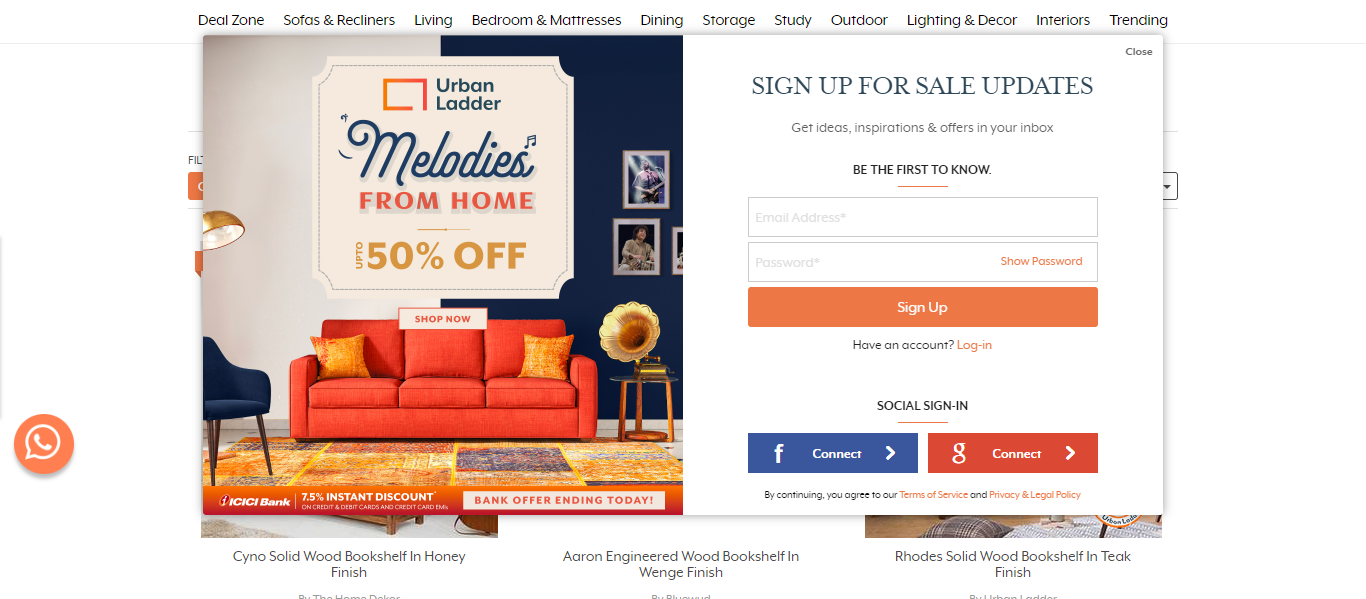 Deal Zone Sofas & Recliners Living Bedroom & Mattresses Dining Storage Study Outdoor Lighting & Decor Interiors Trending
Close
Urban
Ladder
Melodies
FROM HOME
UPTO 50% OFF
SHOP NOW
ICICI Bank 7.5% INSTANT DISCOUNT*
ON CREDIT & DEBIT CARDS AND CREDIT CARD EMIs
BANK OFFER ENDING TODAY!
SIGN UP FOR SALE UPDATES
Get ideas, inspirations & offers in your inbox
BE THE FIRST TO KNOW.
Email Address*
Password* Show Password
Sign Up
Have an account? Log-in
SOCIAL SIGN-IN
f Connect
g Connect
By continuing, you agree to our Terms of Service and Privacy & Legal Policy
Cyno Solid Wood Bookshelf In Honey
Finish
By The Home Dekor
Aaron Engineered Wood Bookshelf In
Wenge Finish
By Bluewud
Rhodes Solid Wood Bookshelf In Teak
Finish
By Urban Ladder